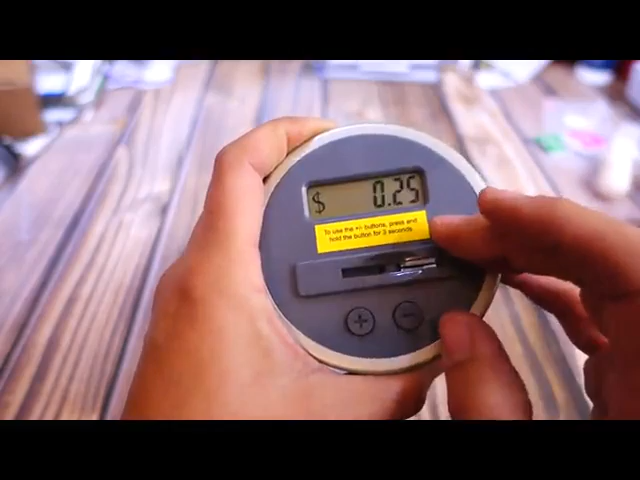 $ 0.25
To use the +/- buttons, press and
hold the button for 3 seconds
+ -